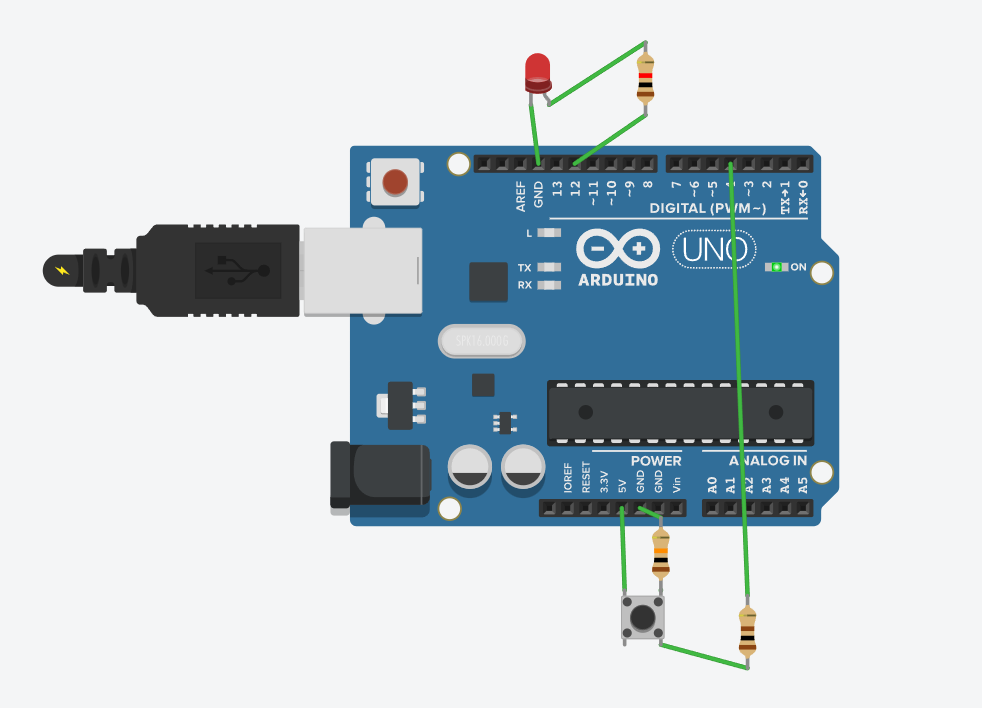 AREF
GND
13
12
~11
~10
~9
8
7
~6
~5
~3
2
TX→1
RX←0
DIGITAL (PWM~)
L
TX
RX
ARDUINO
UNO
ON
SPK16.000G
POWER
ANALOG IN
IOREF
RESET
3.3V
5V
GND
GND
Vin
A0
A1
A2
A3
A4
A5